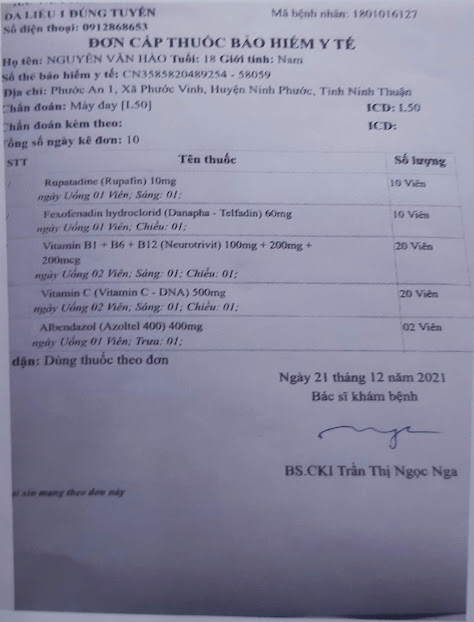 DA LIỄU 1 ĐÚNG TUYẾN
Mã bệnh nhân: 1801016127
Số điện thoại: 0912868653
ĐƠN CẤP THUỐC BẢO HIỂM Y TẾ
Họ tên: NGUYỄN VĂN HÀO Tuổi: 18 Giới tính: Nam
Số thẻ bảo hiểm y tế: CN3585820489254 - 58059
Địa chỉ: Phước An 1, Xã Phước Vinh, Huyện Ninh Phước, Tỉnh Ninh Thuận
Chẩn đoán: Mày đay [L50] ICD: L50
Chẩn đoán kèm theo: ICD:
Tổng số ngày kê đơn: 10
STT Tên thuốc Số lượng
Rupatadine (Rupafin) 10mg 10 Viên
ngày Uống 01 Viên; Sáng: 01;
Fexofenadin hydroclorid (Danapha - Telfadin) 60mg 10 Viên
ngày Uống 01 Viên; Chiều: 01;
Vitamin B1 + B6 + B12 (Neurotrivit) 100mg + 200mg + 20 Viên
200mcg
ngày Uống 02 Viên; Sáng: 01; Chiều: 01;
Vitamin C (Vitamin C - DNA) 500mg 20 Viên
ngày Uống 02 Viên; Sáng: 01; Chiều: 01;
Albendazol (Azoltel 400) 400mg 02 Viên
ngày Uống 01 Viên; Trưa: 01;
dặn: Dùng thuốc theo đơn
Ngày 21 tháng 12 năm 2021
Bác sĩ khám bệnh
BS.CKI Trần Thị Ngọc Nga
xin mang theo đơn này